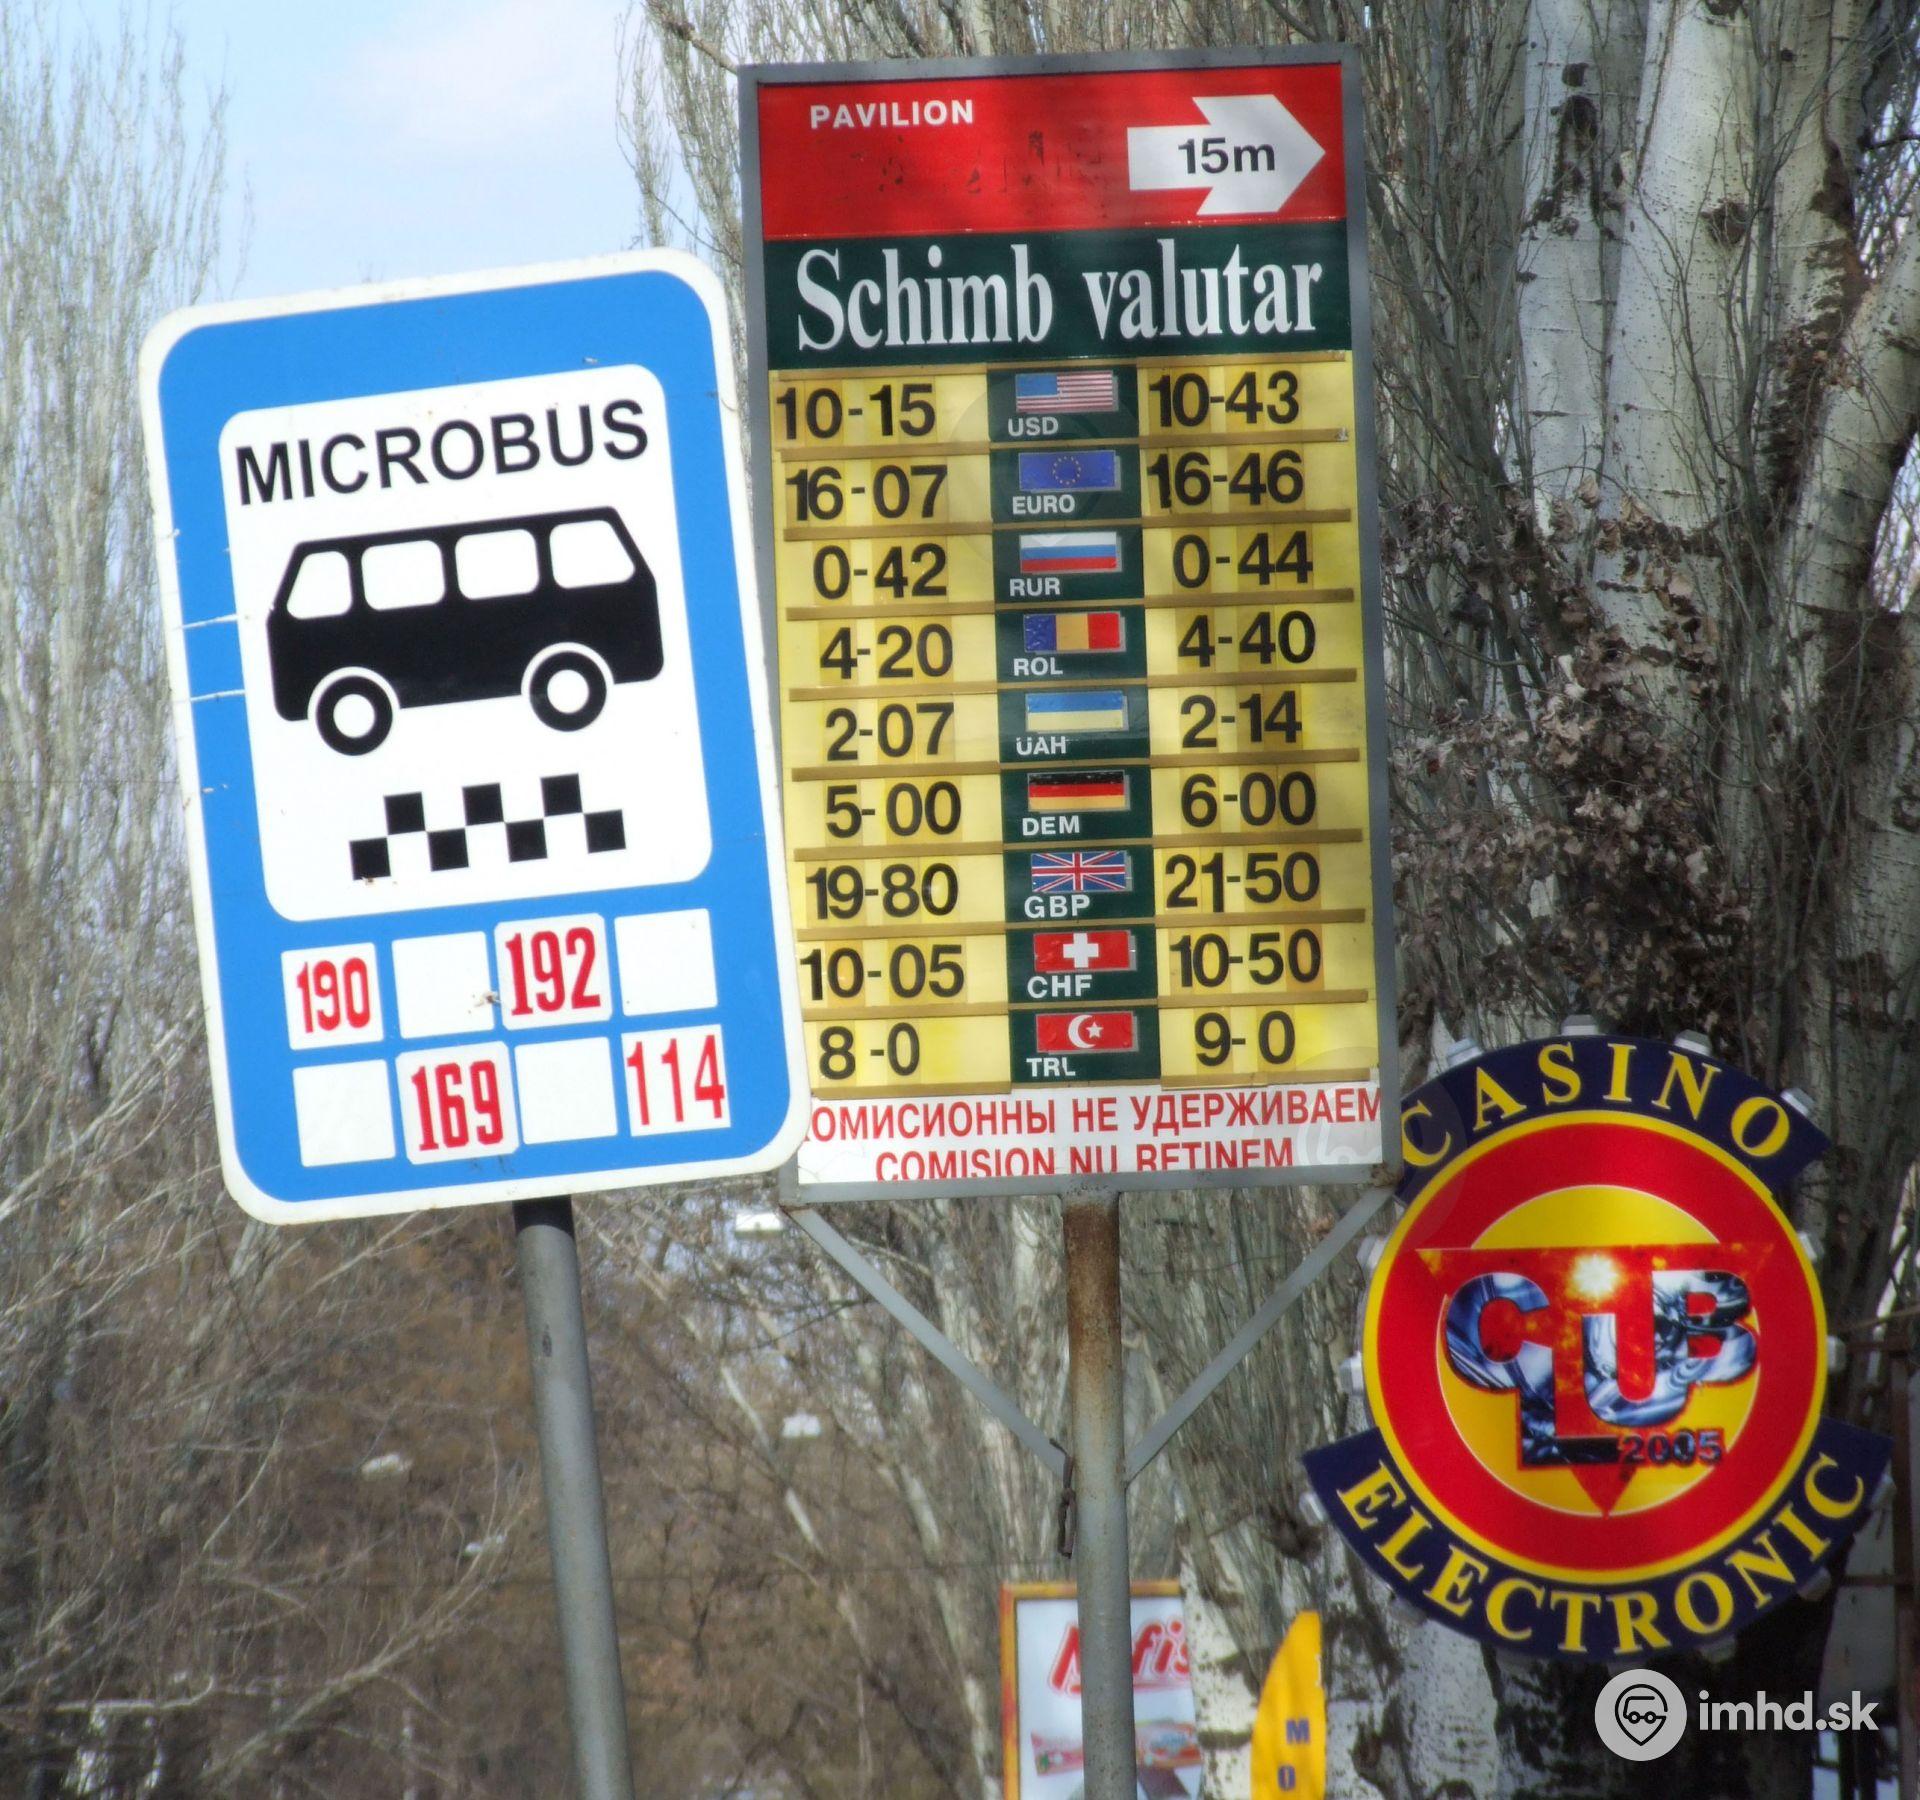 MICROBUS
190 192
169 114
PAVILION
15m
Schimb valutar
10-15 USD 10-43
16-07 EURO 16-46
0-42 RUR 0-44
4-20 ROL 4-40
2-07 UAH 2-14
5-00 DEM 6-00
19-80 GBP 21-50
10-05 CHF 10-50
8-0 TRL 9-0
ОМИСИОННЫ НЕ УДЕРЖИВАЕМ
COMISION NU RETINEM
CASINO
CLUB
2005
ELECTRONIC
imhd.sk